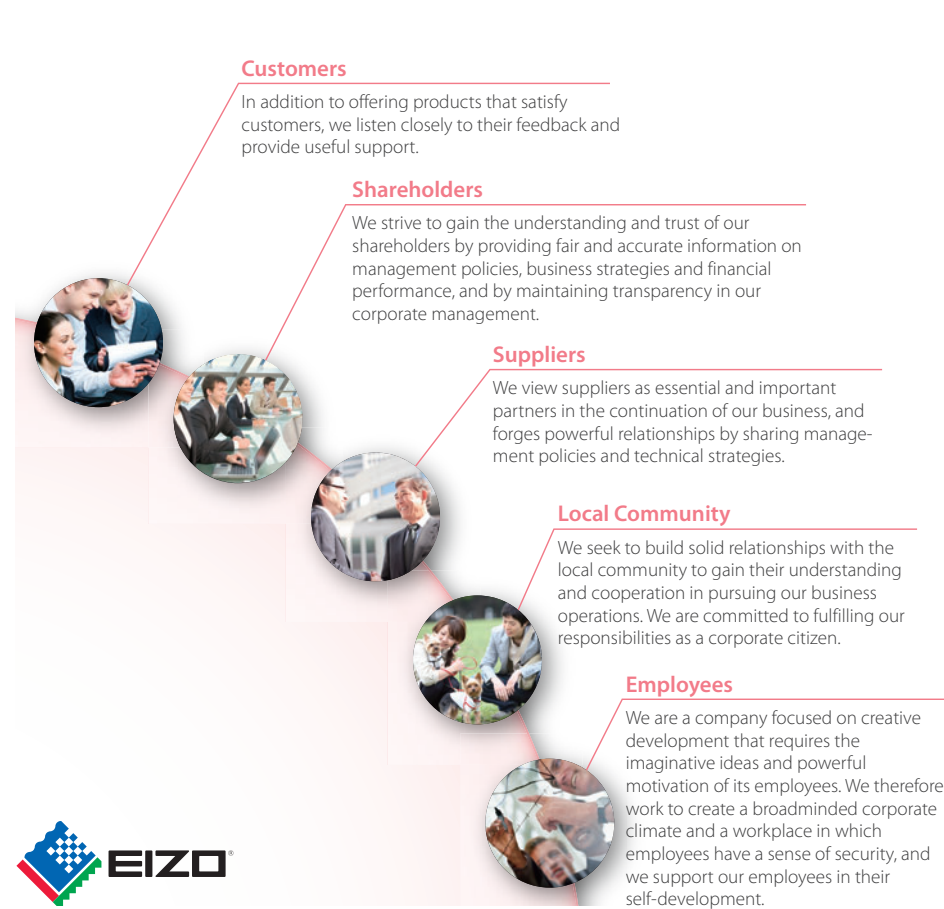 Customers
In addition to offering products that satisfy
customers, we listen closely to their feedback and
provide useful support.
Shareholders
We strive to gain the understanding and trust of our
shareholders by providing fair and accurate information on
management policies, business strategies and financial
performance, and by maintaining transparency in our
corporate management.
Suppliers
We view suppliers as essential and important
partners in the continuation of our business, and
forges powerful relationships by sharing manage-
ment policies and technical strategies.
Local Community
We seek to build solid relationships with the
local community to gain their understanding
and cooperation in pursuing our business
operations. We are committed to fulfilling our
responsibilities as a corporate citizen.
Employees
We are a company focused on creative
development that requires the
imaginative ideas and powerful
motivation of its employees. We therefore
work to create a broadminded corporate
climate and a workplace in which
employees have a sense of security, and
we support our employees in their
self-development.
EIZO®